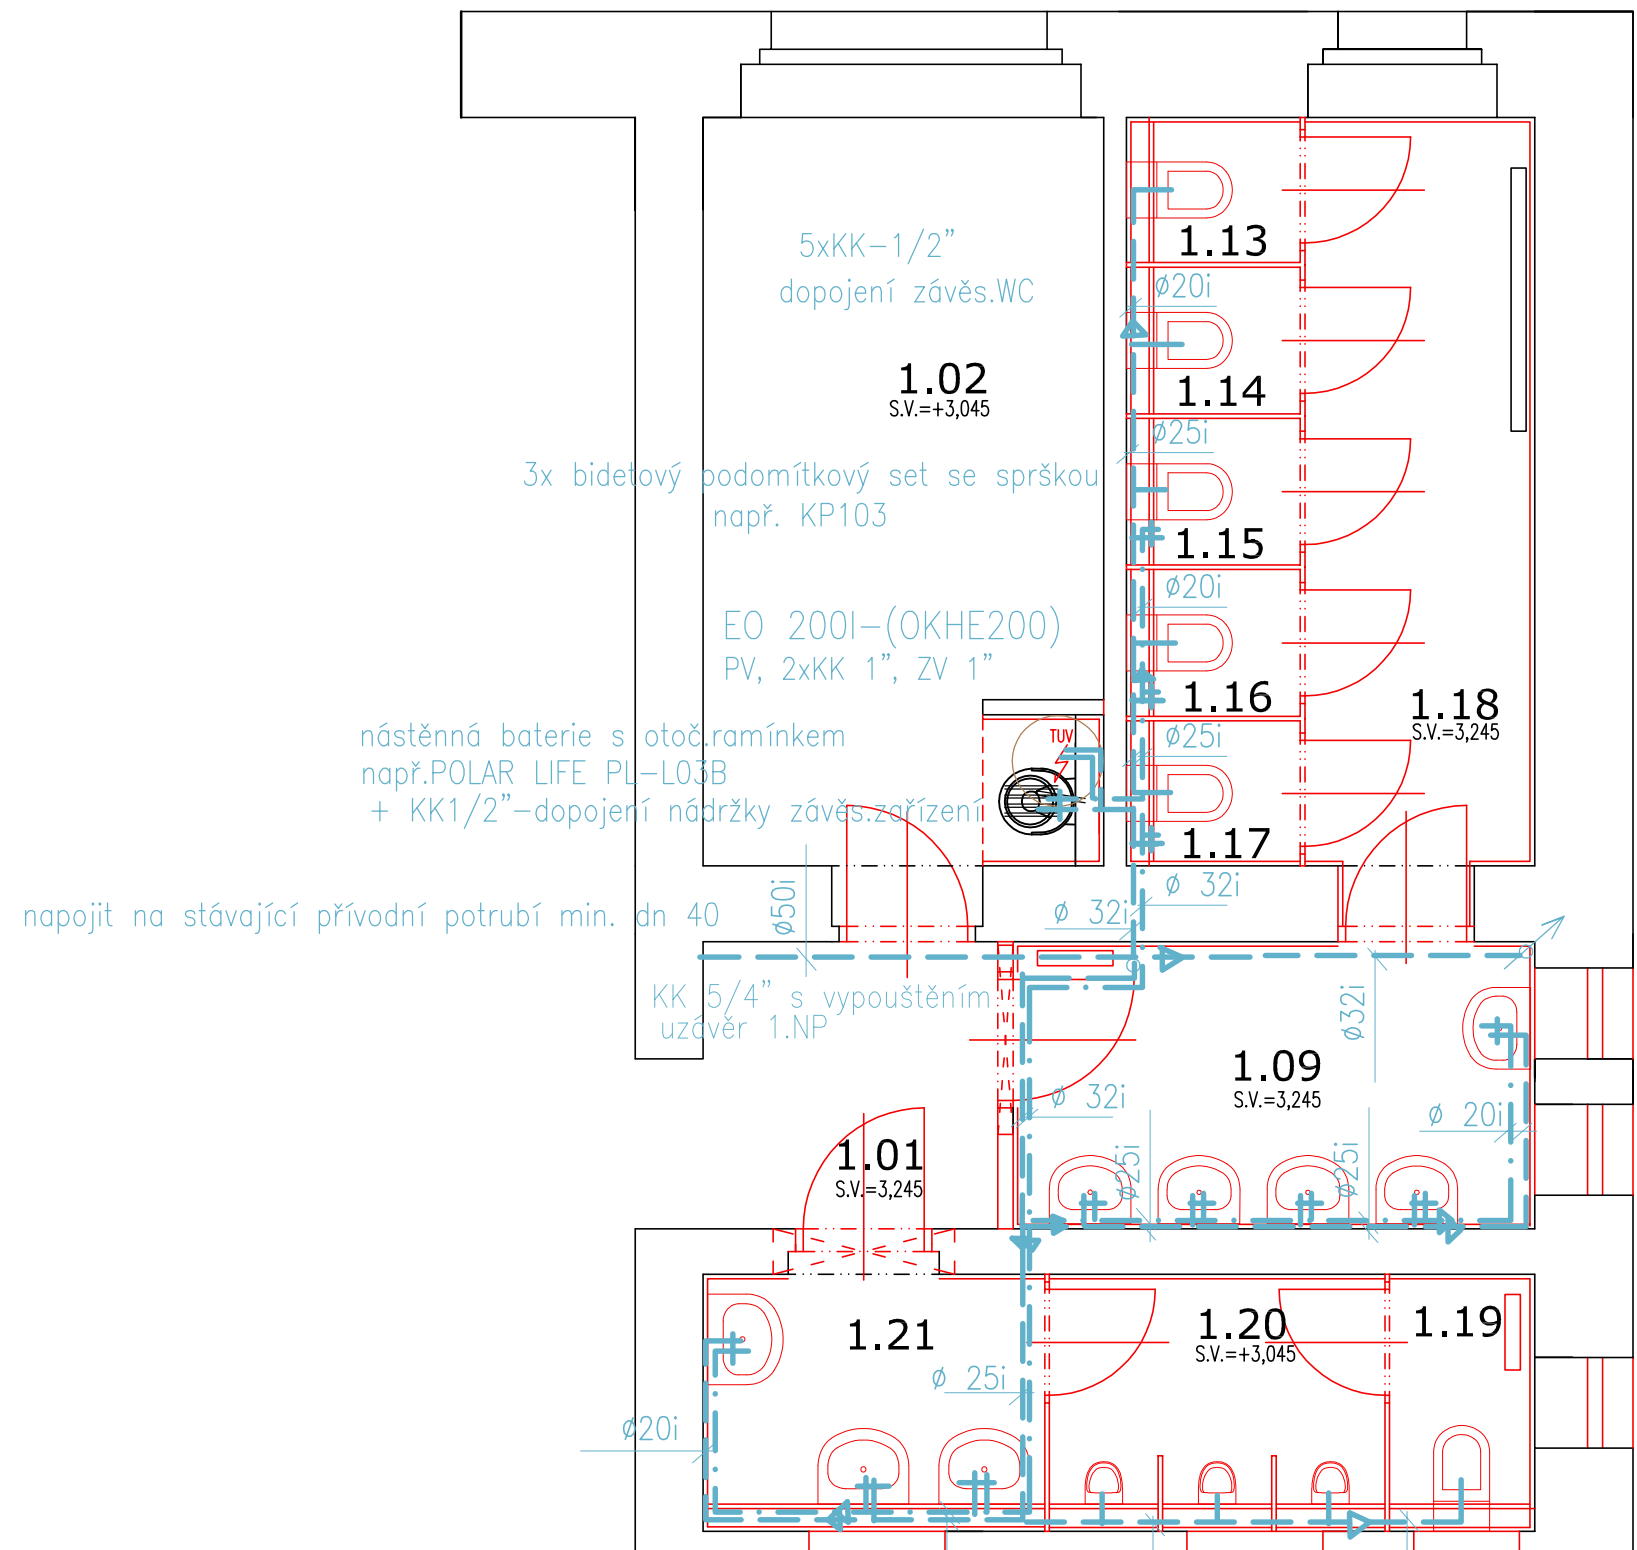 1.13
5xKK-1/2"
dopojení závěs.WC
ø20i
1.02
S.V.=+3,045
1.14
ø25i
3x bidetový podomítkový set se sprškou
např. KP103
1.15
ø20i
EO 200l-(OKHE200)
PV, 2xKK 1", ZV 1"
1.16
1.18
S.V.=3,245
nástěnná baterie s otoč.ramínkem
např.POLAR LIFE PL-L03B
+ KK1/2"-dopojení nádržky závěs.zařízení
TUV
ø25i
1.17
ø50i
ø 32i
ø 32i
napojit na stávající přívodní potrubí min. dn 40
KK 5/4" s vypouštěním
uzávěr 1.NP
ø32i
1.09
S.V.=3,245
ø 32i
ø 20i
ø25i
ø25i
1.01
S.V.=3,245
1.21
1.20
S.V.=+3,045
1.19
ø 25i
ø20i